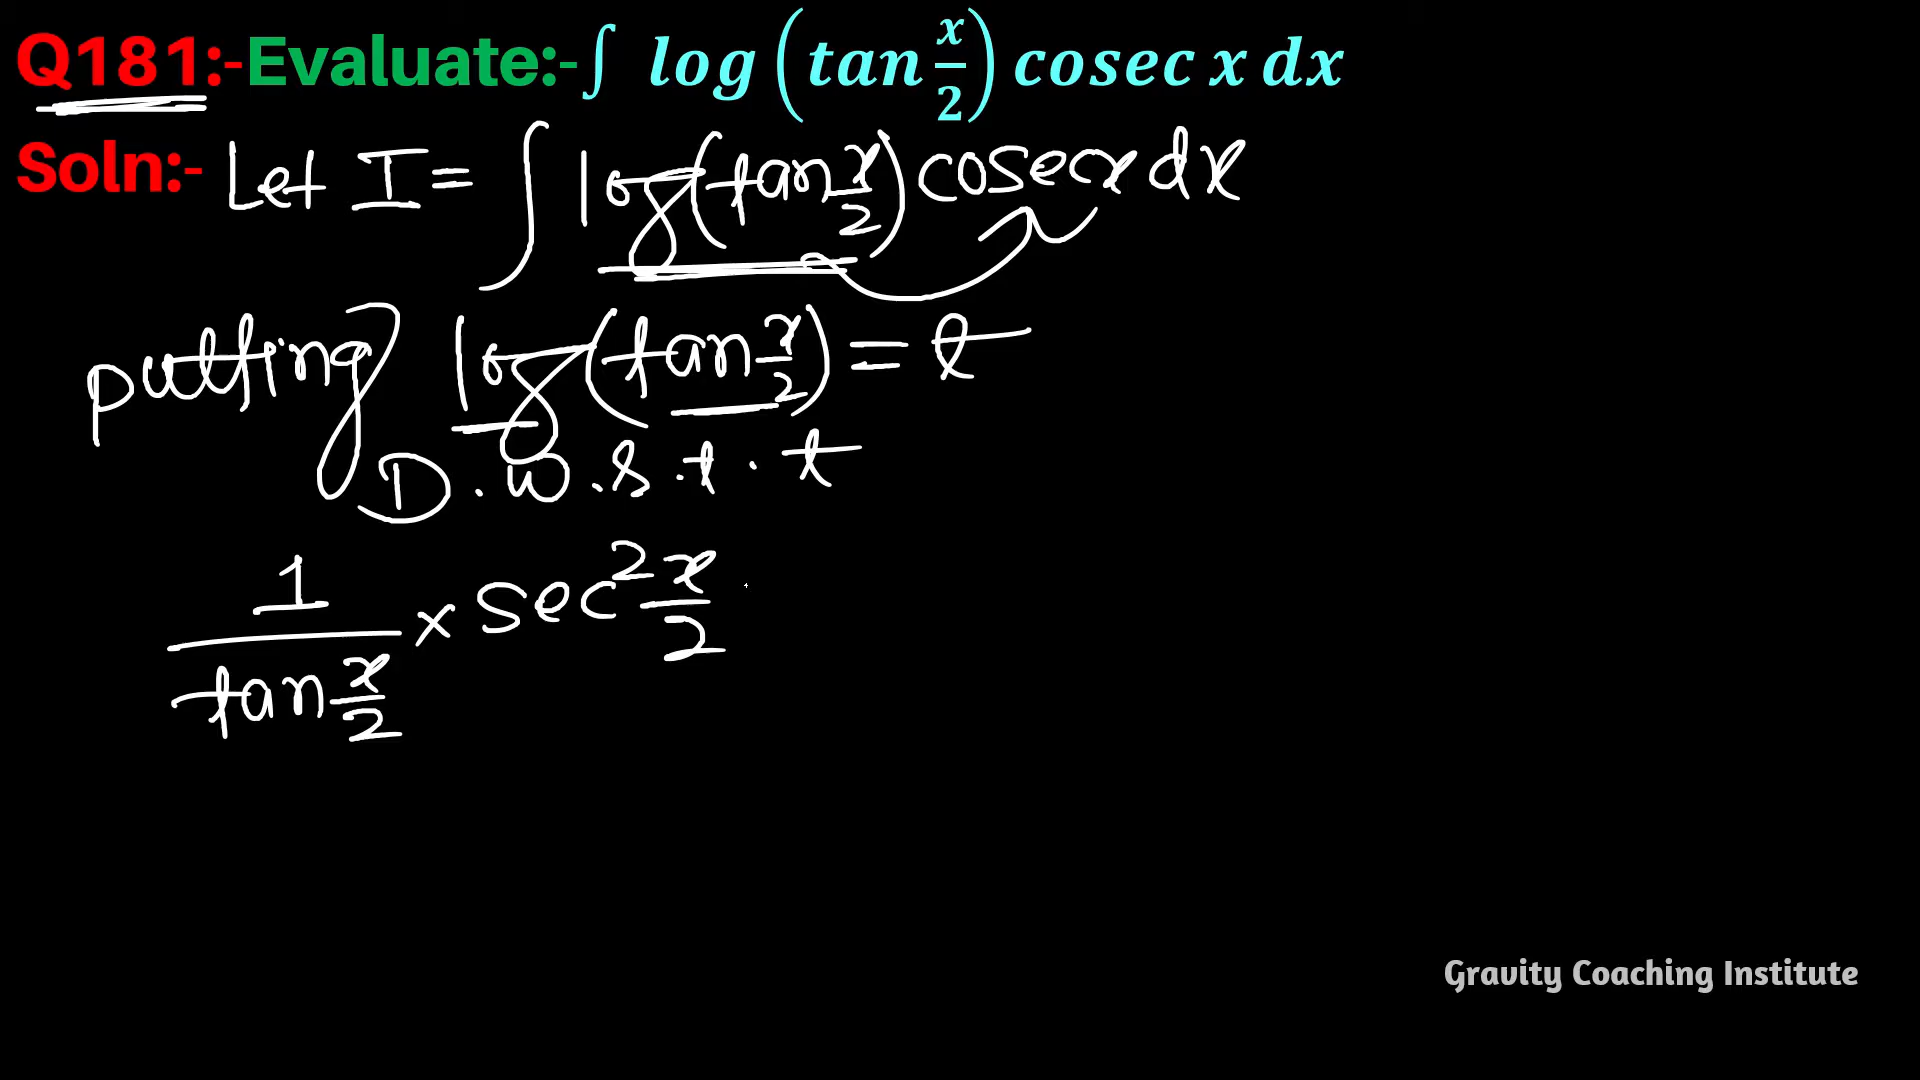 Q181:-Evaluate:-∫ log(tan x/2) cosec x dx
Soln:- Let I = ∫ log(tan x/2) cosecx dx
putting log(tan x/2) = t
D.w.r.t.t
1/(tan x/2) × sec² x/2
Gravity Coaching Institute